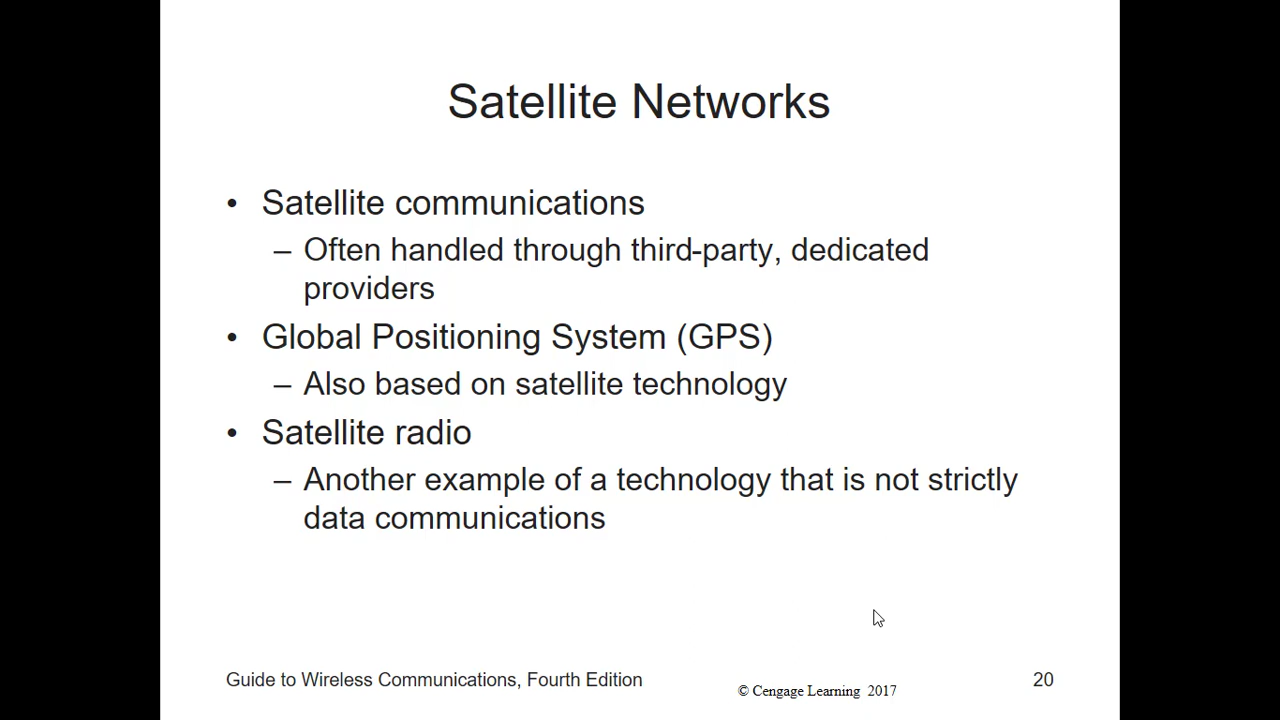 Satellite Networks
• Satellite communications
– Often handled through third-party, dedicated
providers
• Global Positioning System (GPS)
– Also based on satellite technology
• Satellite radio
– Another example of a technology that is not strictly
data communications
Guide to Wireless Communications, Fourth Edition
© Cengage Learning 2017
20